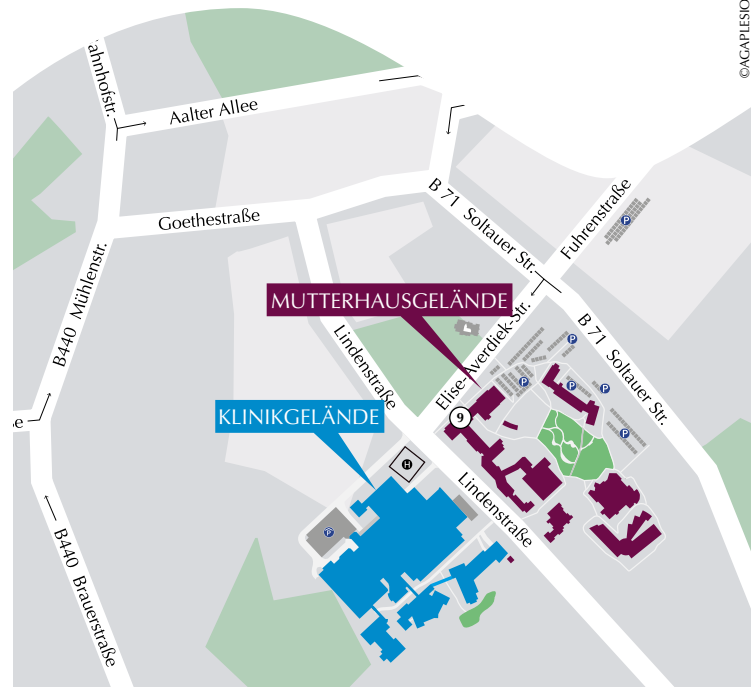 ©AGAPLESIO
ahnhofstr.
Aalter Allee
Goethestraße
B 71 Soltauer Str.
Fuhrenstraße
P
B440 Mühlenstr.
MUTTERHAUSGELÄNDE
Elise-Averdiek-Str.
B 71 Soltauer Str.
Lindenstraße
P
P
P
P
KLINIKGELÄNDE
9
P
H
Lindenstraße
P
B440 Brauerstraße